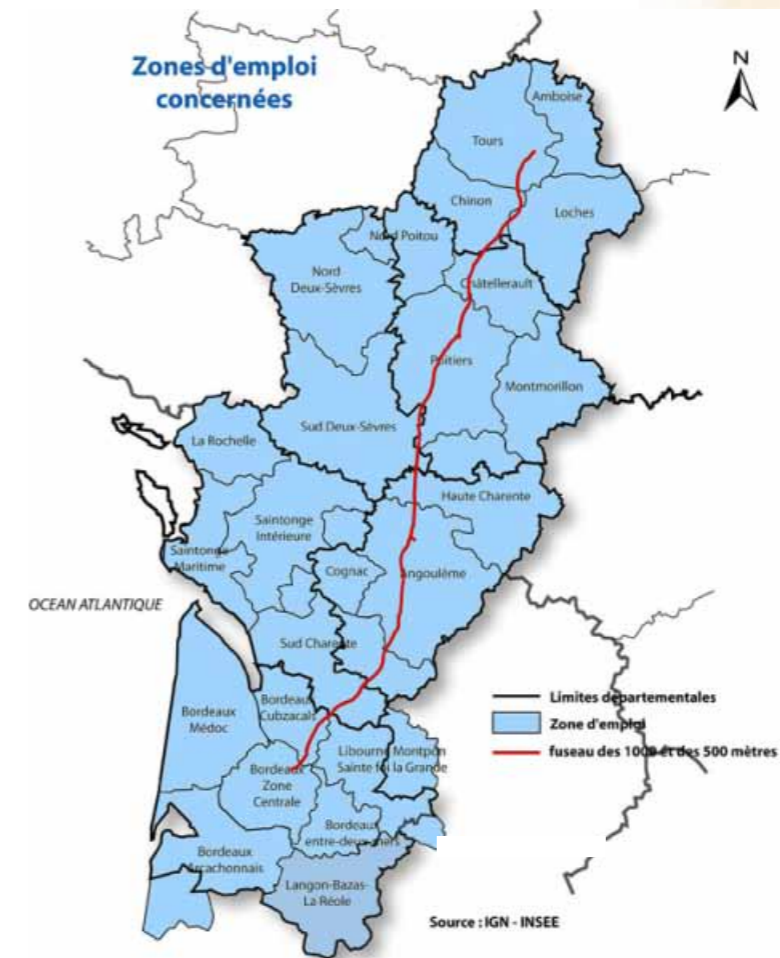 Zones d'emploi
concernées
N
Amboise
Tours
Chinon
Loches
Nord Poitou
Nord
Deux-Sèvres
Châtellerault
Poitiers
Montmorillon
Sud Deux-Sèvres
La Rochelle
Haute Charente
Saintonge
Intérieure
Saintonge
Maritime
Cognac
Angoulême
OCEAN ATLANTIQUE
Sud Charente
Bordeaux
Cubzacais
Bordeaux
Médoc
Libourne Montpon
Sainte foi la Grande
Bordeaux
Zone
Centrale
Bordeaux
entre-deux-mers
Bordeaux
Arcachonnais
Langon-Bazas-
La Réole
Limites départementales
Zone d'emploi
fuseau des 1000 et des 500 mètres
Source : IGN - INSEE